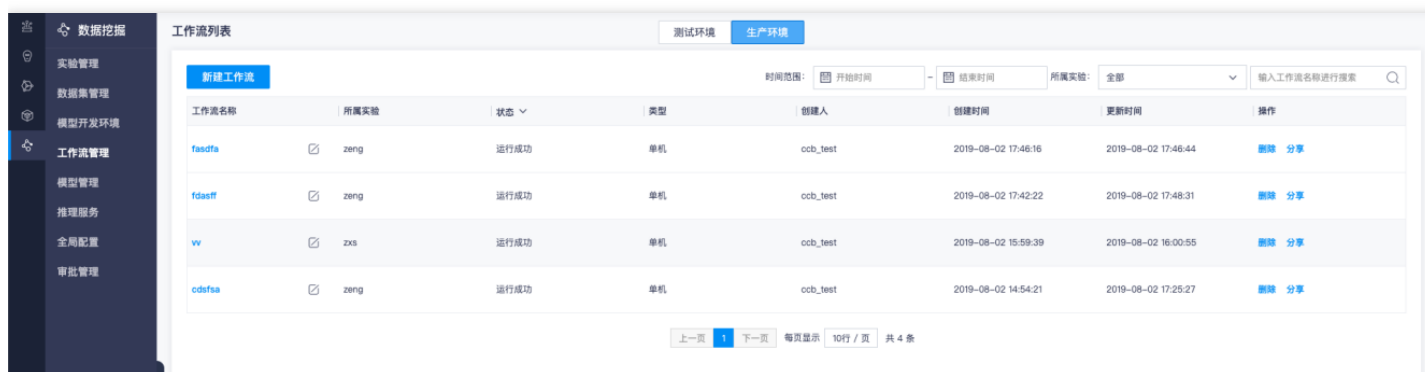 数据挖掘
实验管理
数据集管理
模型开发环境
工作流管理
模型管理
推理服务
全局配置
审批管理
工作流列表 测试环境 生产环境
新建工作流 时间范围: 开始时间 - 结束时间 所属实验: 全部 输入工作流名称进行搜索
工作流名称 所属实验 状态 类型 创建人 创建时间 更新时间 操作
fasdfa zeng 运行成功 单机 ccb_test 2019-08-02 17:46:16 2019-08-02 17:46:44 删除 分享
fdasff zeng 运行成功 单机 ccb_test 2019-08-02 17:42:22 2019-08-02 17:48:31 删除 分享
vv zxs 运行成功 单机 ccb_test 2019-08-02 15:59:39 2019-08-02 16:00:55 删除 分享
cdsfsa zeng 运行成功 单机 ccb_test 2019-08-02 14:54:21 2019-08-02 17:25:27 删除 分享
上一页 1 下一页 每页显示 10行 / 页 共 4 条